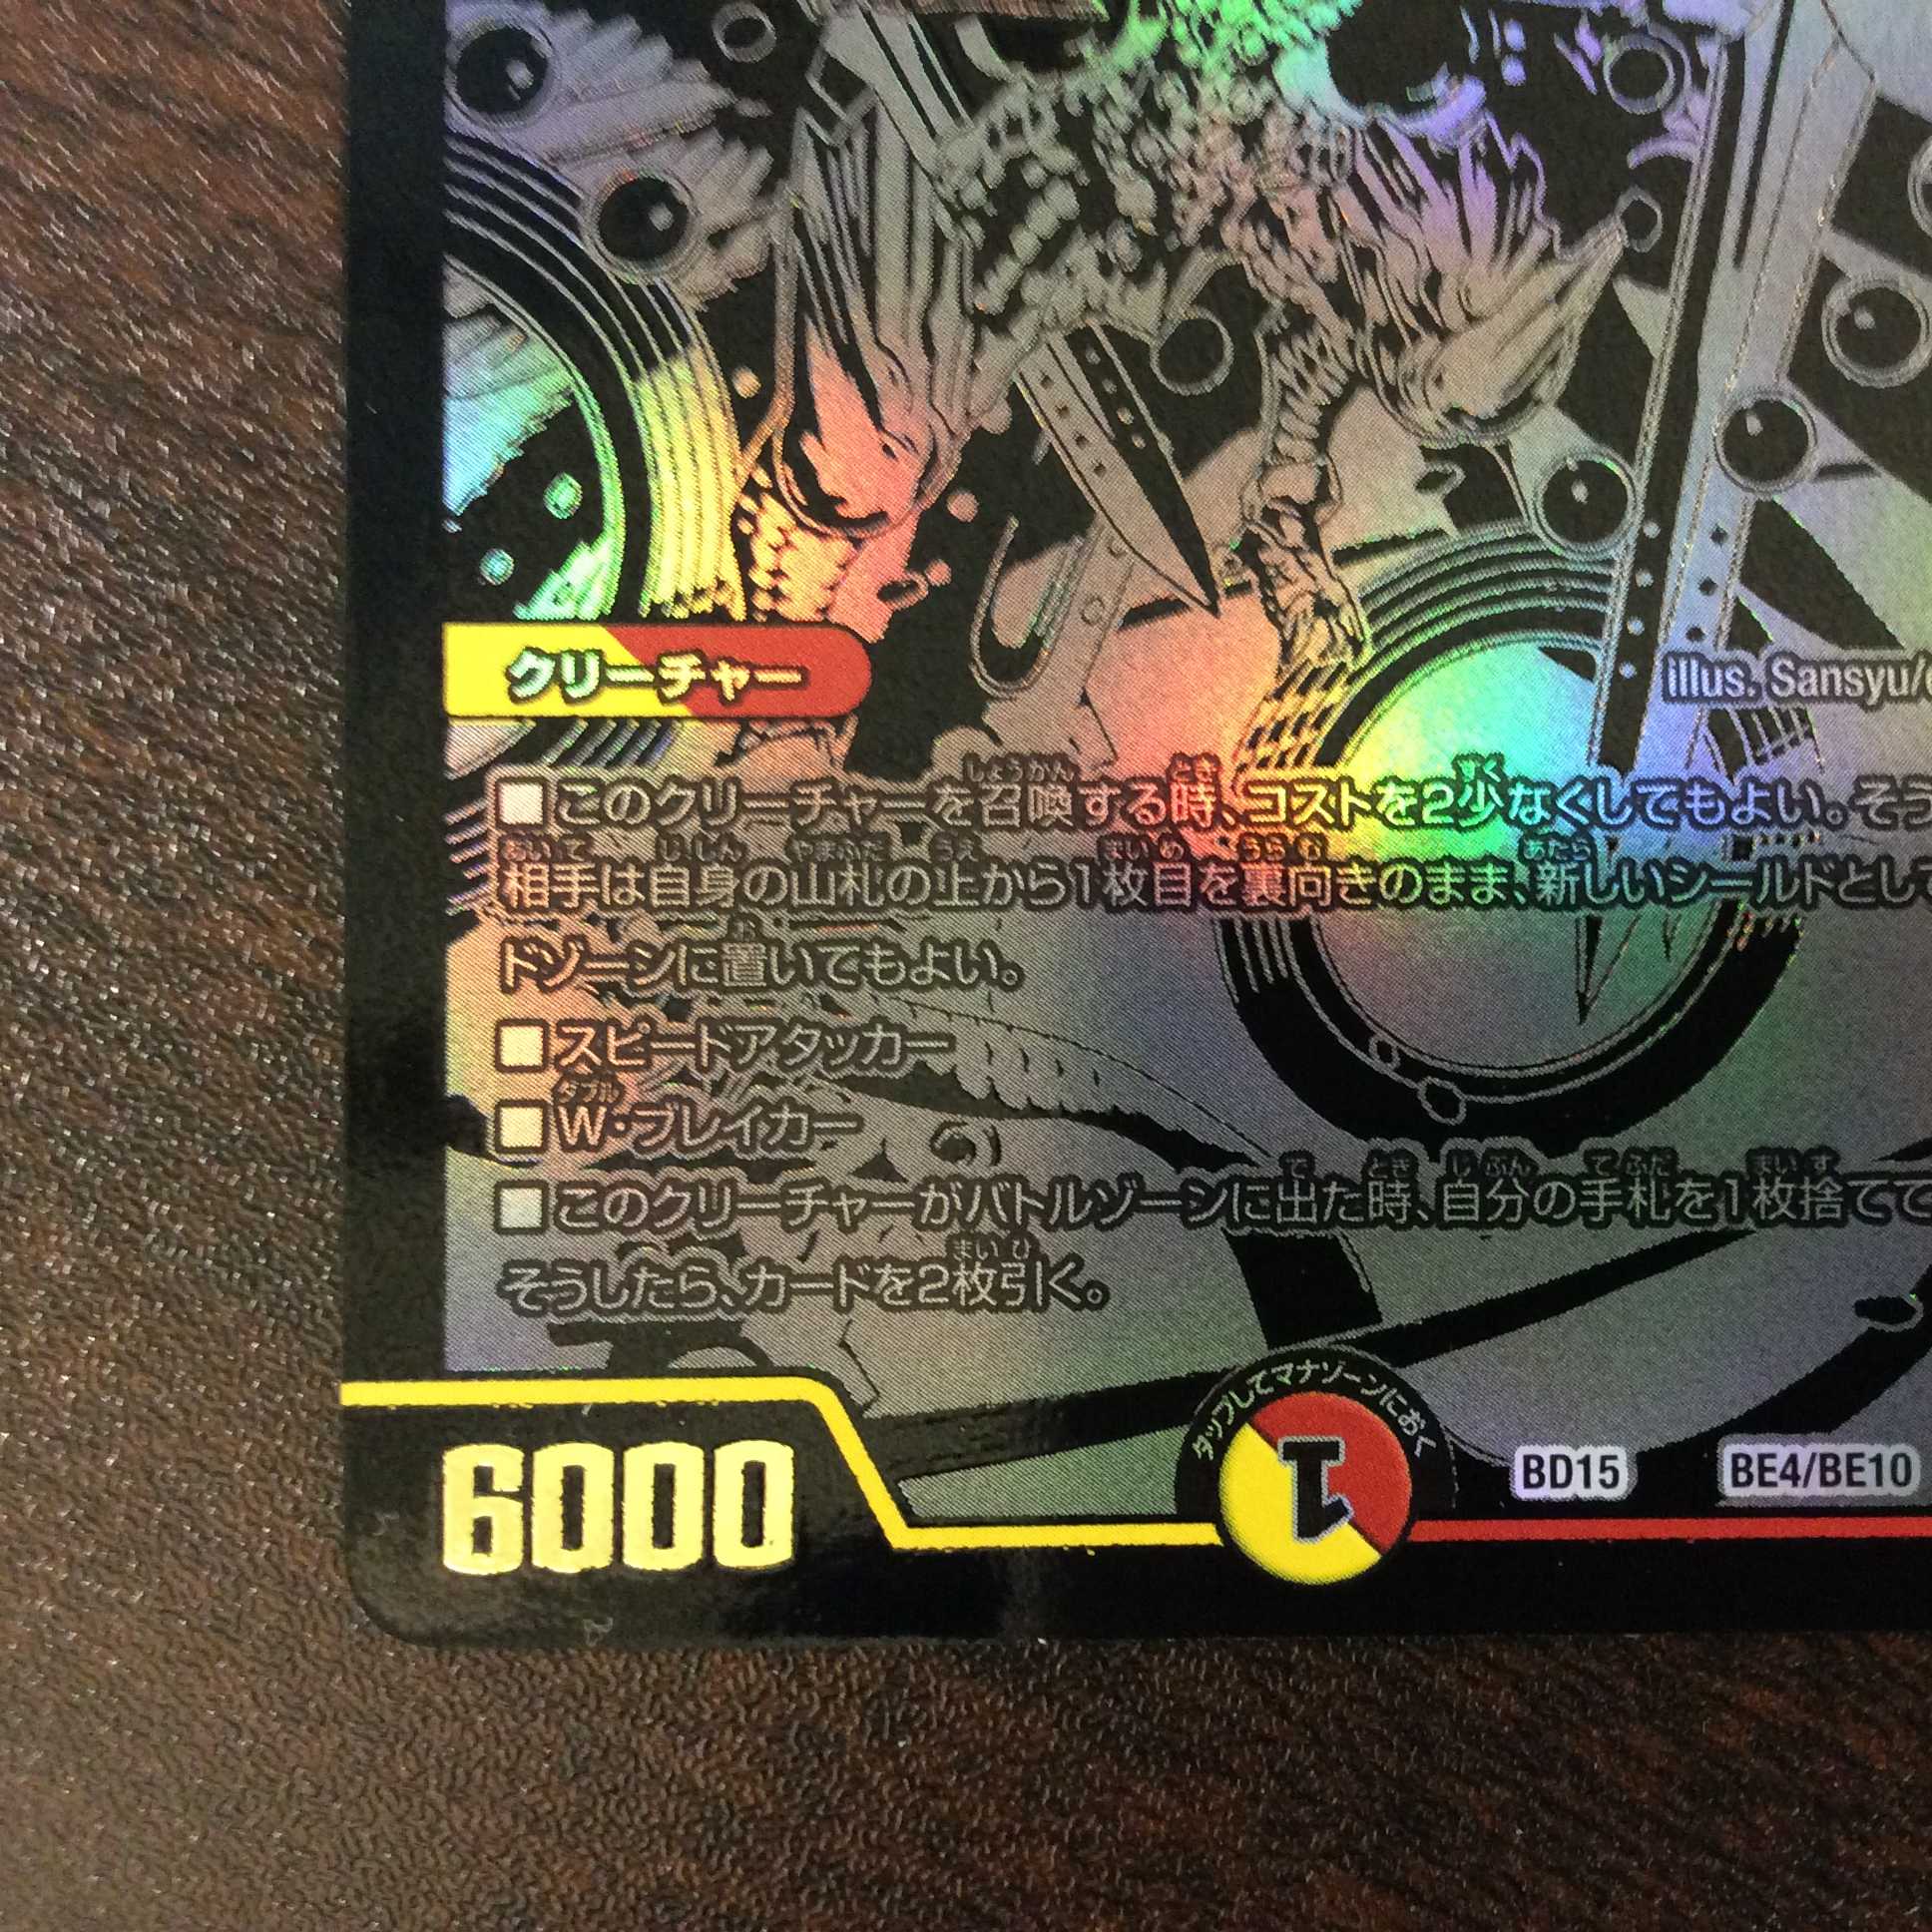 クリーチャー
illus. Sansyu/
■このクリーチャーを召喚する時、コストを2少なくしてもよい。そう
相手は自身の山札の上から1枚目を裏向きのまま、新しいシールドとして
ドゾーンに置いてもよい。
■スピードアタッカー
■W・ブレイカー
■このクリーチャーがバトルゾーンに出た時、自分の手札を1枚捨てて
そうしたら、カードを2枚引く。
タップしてマナゾーンにおく
6000
1
BD15
BE4/BE10